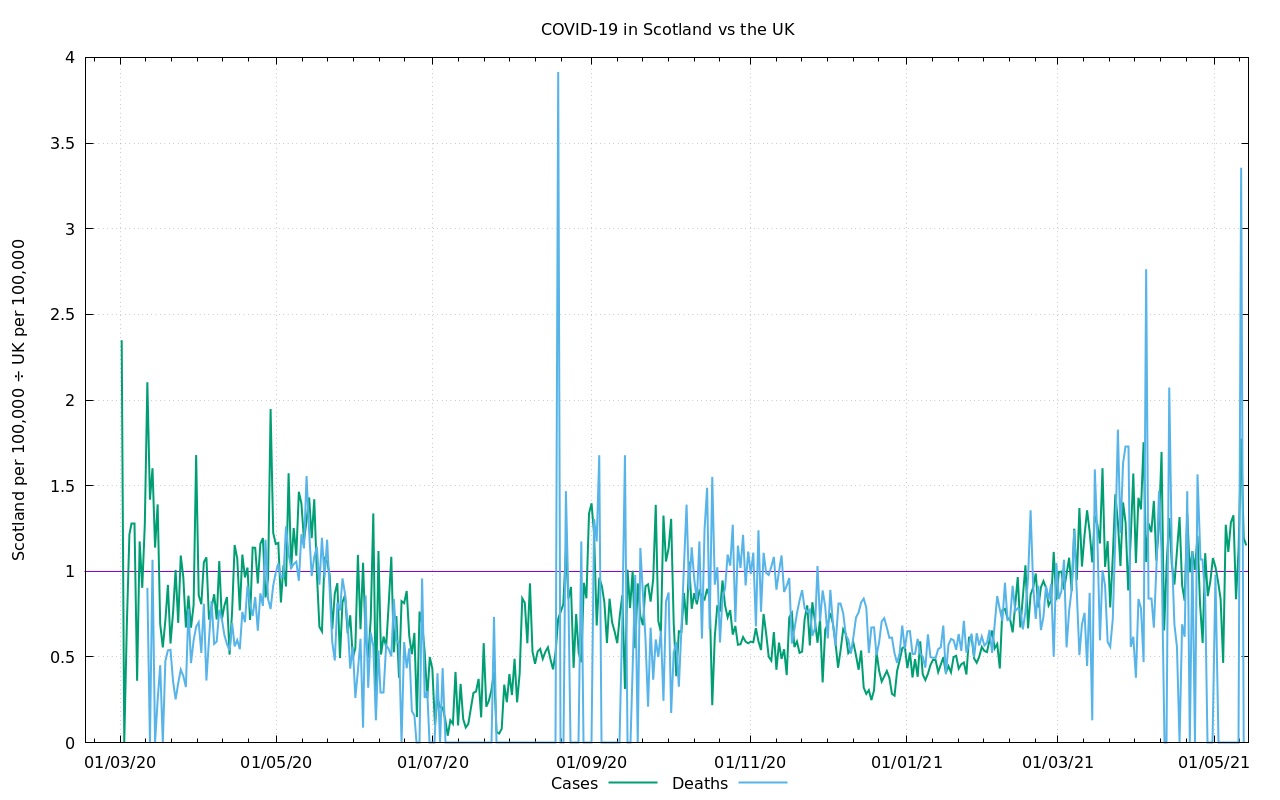 COVID-19 in Scotland vs the UK
4
3.5
3
2.5
2
1.5
1
0.5
0
Scotland per 100,000 ÷ UK per 100,000
01/03/20 01/05/20 01/07/20 01/09/20 01/11/20 01/01/21 01/03/21 01/05/21
Cases Deaths